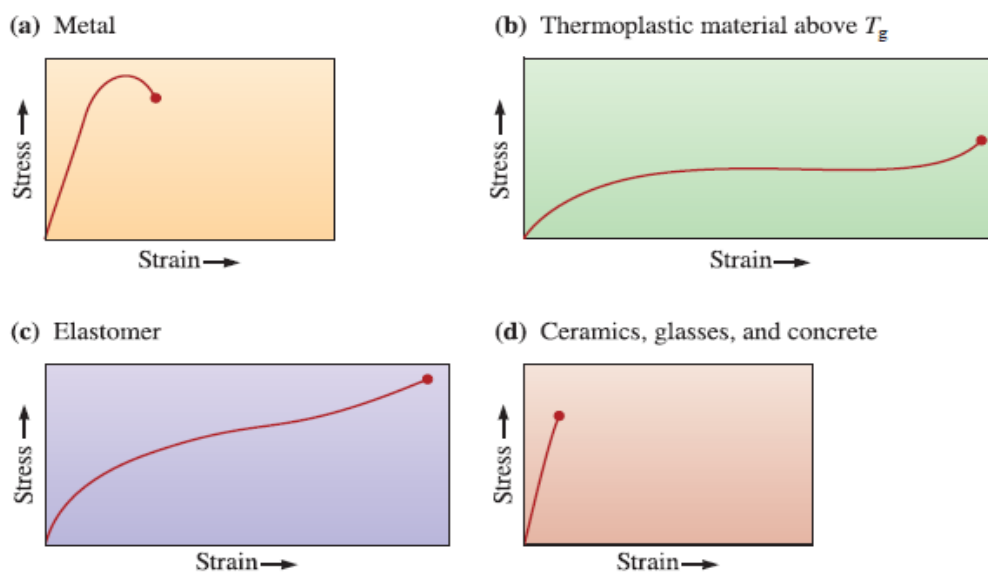 (a) Metal
Stress
Strain
(b) Thermoplastic material above Tg
Stress
Strain
(c) Elastomer
Stress
Strain
(d) Ceramics, glasses, and concrete
Stress
Strain